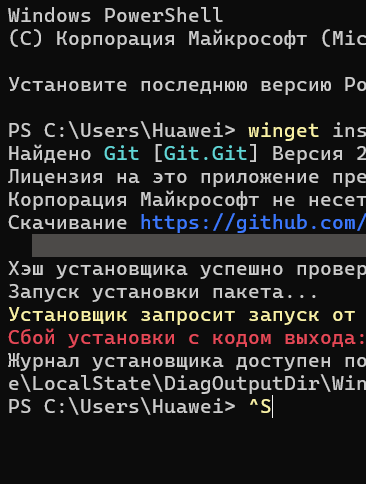 Windows PowerShell
(C) Корпорация Майкрософт (Mic
Установите последнюю версию Po
PS C:\Users\Huawei> winget ins
Найдено Git [Git.Git] Версия 2
Лицензия на это приложение пре
Корпорация Майкрософт не несет
Скачивание https://github.com/
Хэш установщика успешно провер
Запуск установки пакета...
Установщик запросит запуск от
Сбой установки с кодом выхода:
Журнал установщика доступен по
e\LocalState\DiagOutputDir\Win
PS C:\Users\Huawei> ^S